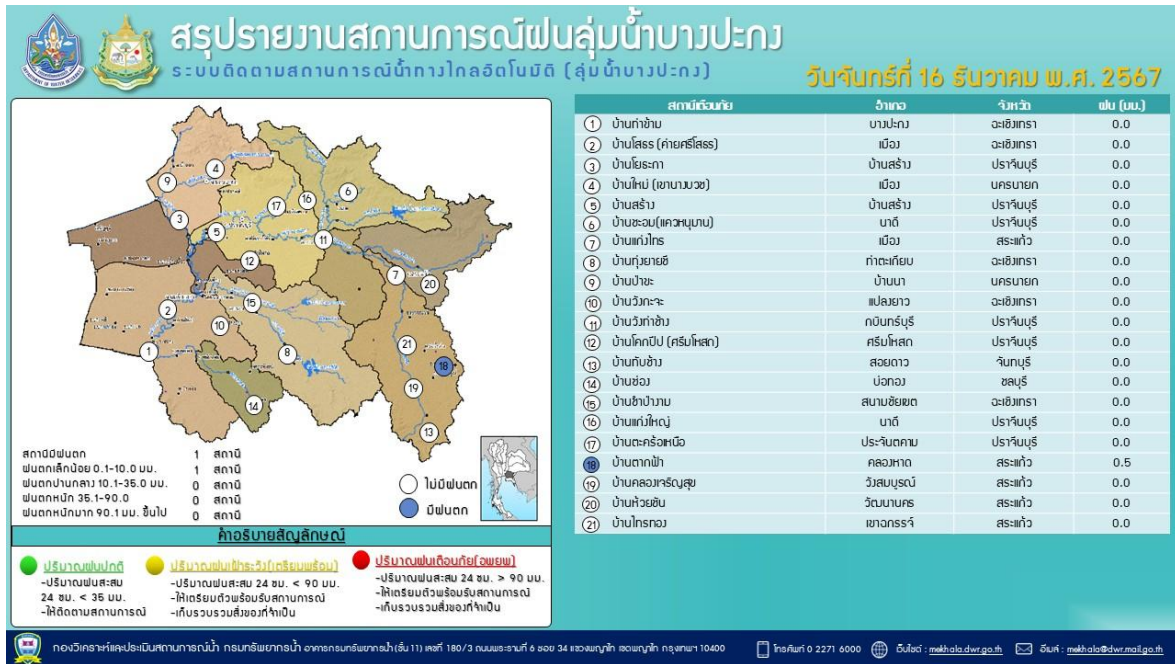 สรุปรายงานสถานการณ์ฝนลุ่มน้ำบางปะกง
ระบบติดตามสถานการณ์น้ำทางไกลอัตโนมัติ (ลุ่มน้ำบางปะกง)
วันจันทร์ที่ 16 ธันวาคม พ.ศ. 2567
สถานีเตือนภัย อำเภอ จังหวัด ฝน (มม.)
1 บ้านท่าข้าม บางปะกง ฉะเชิงเทรา 0.0
2 บ้านโสธร (ค่ายศรีโสธร) เมือง ฉะเชิงเทรา 0.0
3 บ้านโยธะกา บ้านสร้าง ปราจีนบุรี 0.0
4 บ้านใหม่ (เขานางบวช) เมือง นครนายก 0.0
5 บ้านสร้าง บ้านสร้าง ปราจีนบุรี 0.0
6 บ้านชะอม(แควหนุมาน) นาดี ปราจีนบุรี 0.0
7 บ้านแก่งไทร เมือง สระแก้ว 0.0
8 บ้านทุ่งยายชี ท่าตะเกียบ ฉะเชิงเทรา 0.0
9 บ้านป่าขะ บ้านนา นครนายก 0.0
10 บ้านวังกะจะ แปลงยาว ฉะเชิงเทรา 0.0
11 บ้านวังท่าช้าง กบินทร์บุรี ปราจีนบุรี 0.0
12 บ้านโคกปีป (ศรีมโหสถ) ศรีมโหสถ ปราจีนบุรี 0.0
13 บ้านทับช้าง สอยดาว จันทบุรี 0.0
14 บ้านช่อง บ่อทอง ชลบุรี 0.0
15 บ้านชำป่างาม สนามชัยเขต ฉะเชิงเทรา 0.0
16 บ้านแก่งใหญ่ นาดี ปราจีนบุรี 0.0
17 บ้านตะคร้อเหนือ ประจันตคาม ปราจีนบุรี 0.0
18 บ้านตากฟ้า คลองหาด สระแก้ว 0.5
19 บ้านคลองเจริญสุข วังสมบูรณ์ สระแก้ว 0.0
20 บ้านห้วยชัน วัฒนานคร สระแก้ว 0.0
21 บ้านไทรทอง เขาฉกรรจ์ สระแก้ว 0.0
4
9
6
17
16
3
5
11
12
7
20
15
2
10
21
1
8
18
19
14
13
สถานีมีฝนตก 1 สถานี
ฝนตกเล็กน้อย 0.1-10.0 มม. 1 สถานี
ฝนตกปานกลาง 10.1-35.0 มม. 0 สถานี
ฝนตกหนัก 35.1-90.0 0 สถานี
ฝนตกหนักมาก 90.1 มม. ขึ้นไป 0 สถานี
ไม่มีฝนตก
มีฝนตก
คำอธิบายสัญลักษณ์
ปริมาณฝนปกติ
-ปริมาณฝนสะสม
24 ชม. < 35 มม.
-ให้ติดตามสถานการณ์
ปริมาณฝนเฝ้าระวัง(เตรียมพร้อม)
-ปริมาณฝนสะสม 24 ชม. < 90 มม.
-ให้เตรียมตัวพร้อมรับสถานการณ์
-เก็บรวบรวมสิ่งของที่จำเป็น
ปริมาณฝนเตือนภัย(อพยพ)
-ปริมาณฝนสะสม 24 ชม. > 90 มม.
-ให้เตรียมตัวพร้อมรับสถานการณ์
-เก็บรวบรวมสิ่งของที่จำเป็น
กองวิเคราะห์และประเมินสถานการณ์น้ำ กรมทรัพยากรน้ำ อาคารกรมทรัพยากรน้ำ (ชั้น 11) เลขที่ 180/3 ถนนพระรามที่ 6 ซอย 34 แขวงพญาไท เขตพญาไท กรุงเทพฯ 10400 โทรศัพท์ 0 2271 6000 เว็บไซต์ : mekhala.dwr.go.th อีเมล์ : mekhala@dwr.mail.go.th